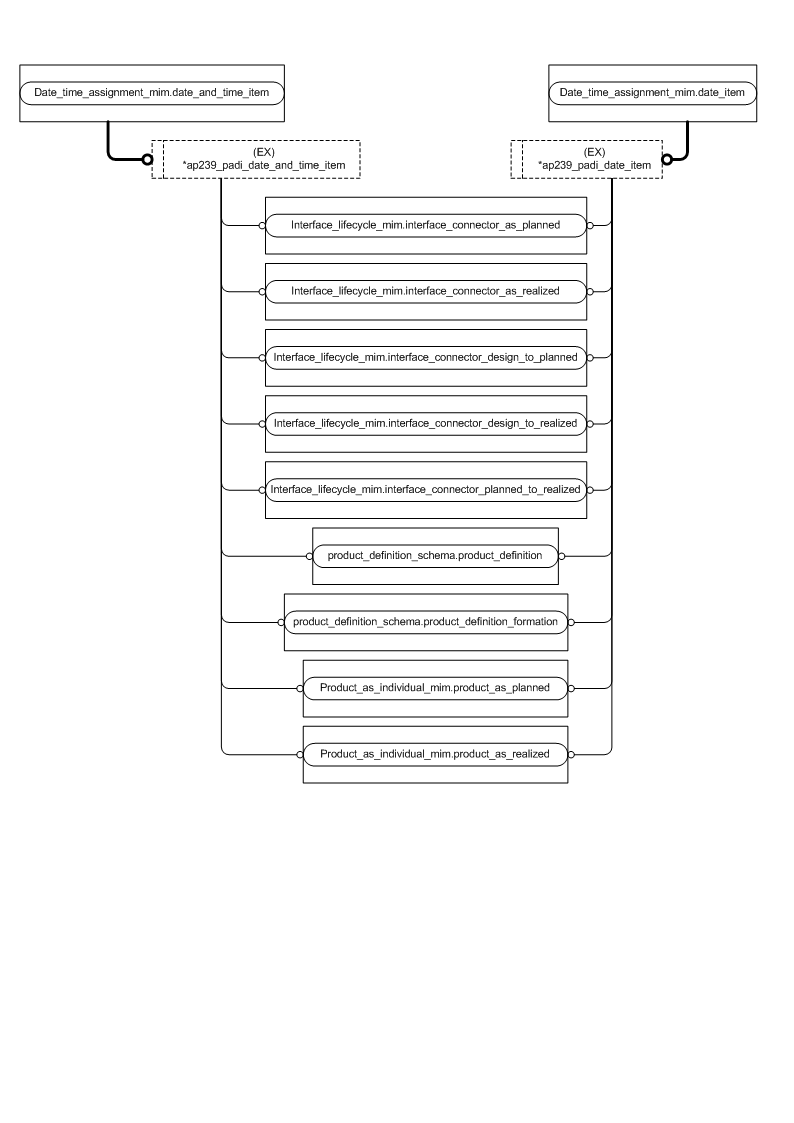 Date_time_assignment_mim.date_and_time_item
Date_time_assignment_mim.date_item
(EX)
*ap239_padi_date_and_time_item
(EX)
*ap239_padi_date_item
Interface_lifecycle_mim.interface_connector_as_planned
Interface_lifecycle_mim.interface_connector_as_realized
Interface_lifecycle_mim.interface_connector_design_to_planned
Interface_lifecycle_mim.interface_connector_design_to_realized
Interface_lifecycle_mim.interface_connector_planned_to_realized
product_definition_schema.product_definition
product_definition_schema.product_definition_formation
Product_as_individual_mim.product_as_planned
Product_as_individual_mim.product_as_realized